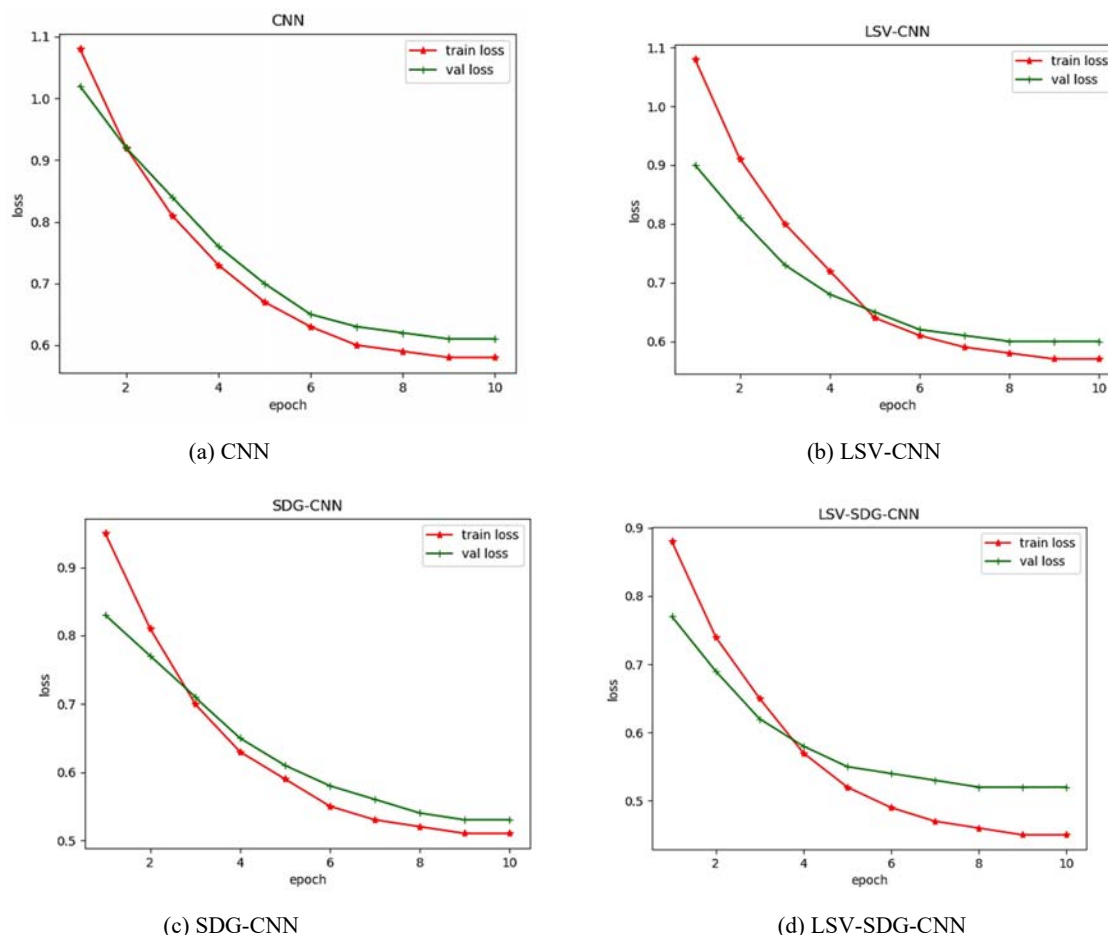 CNN
1.1
1.0
0.9
0.8
0.7
0.6
loss
2
4
6
8
10
epoch
train loss
val loss
(a) CNN
LSV-CNN
1.1
1.0
0.9
0.8
0.7
0.6
loss
2
4
6
8
10
epoch
train loss
val loss
(b) LSV-CNN
SDG-CNN
0.9
0.8
0.7
0.6
0.5
loss
2
4
6
8
10
epoch
train loss
val loss
(c) SDG-CNN
LSV-SDG-CNN
0.9
0.8
0.7
0.6
0.5
loss
2
4
6
8
10
epoch
train loss
val loss
(d) LSV-SDG-CNN